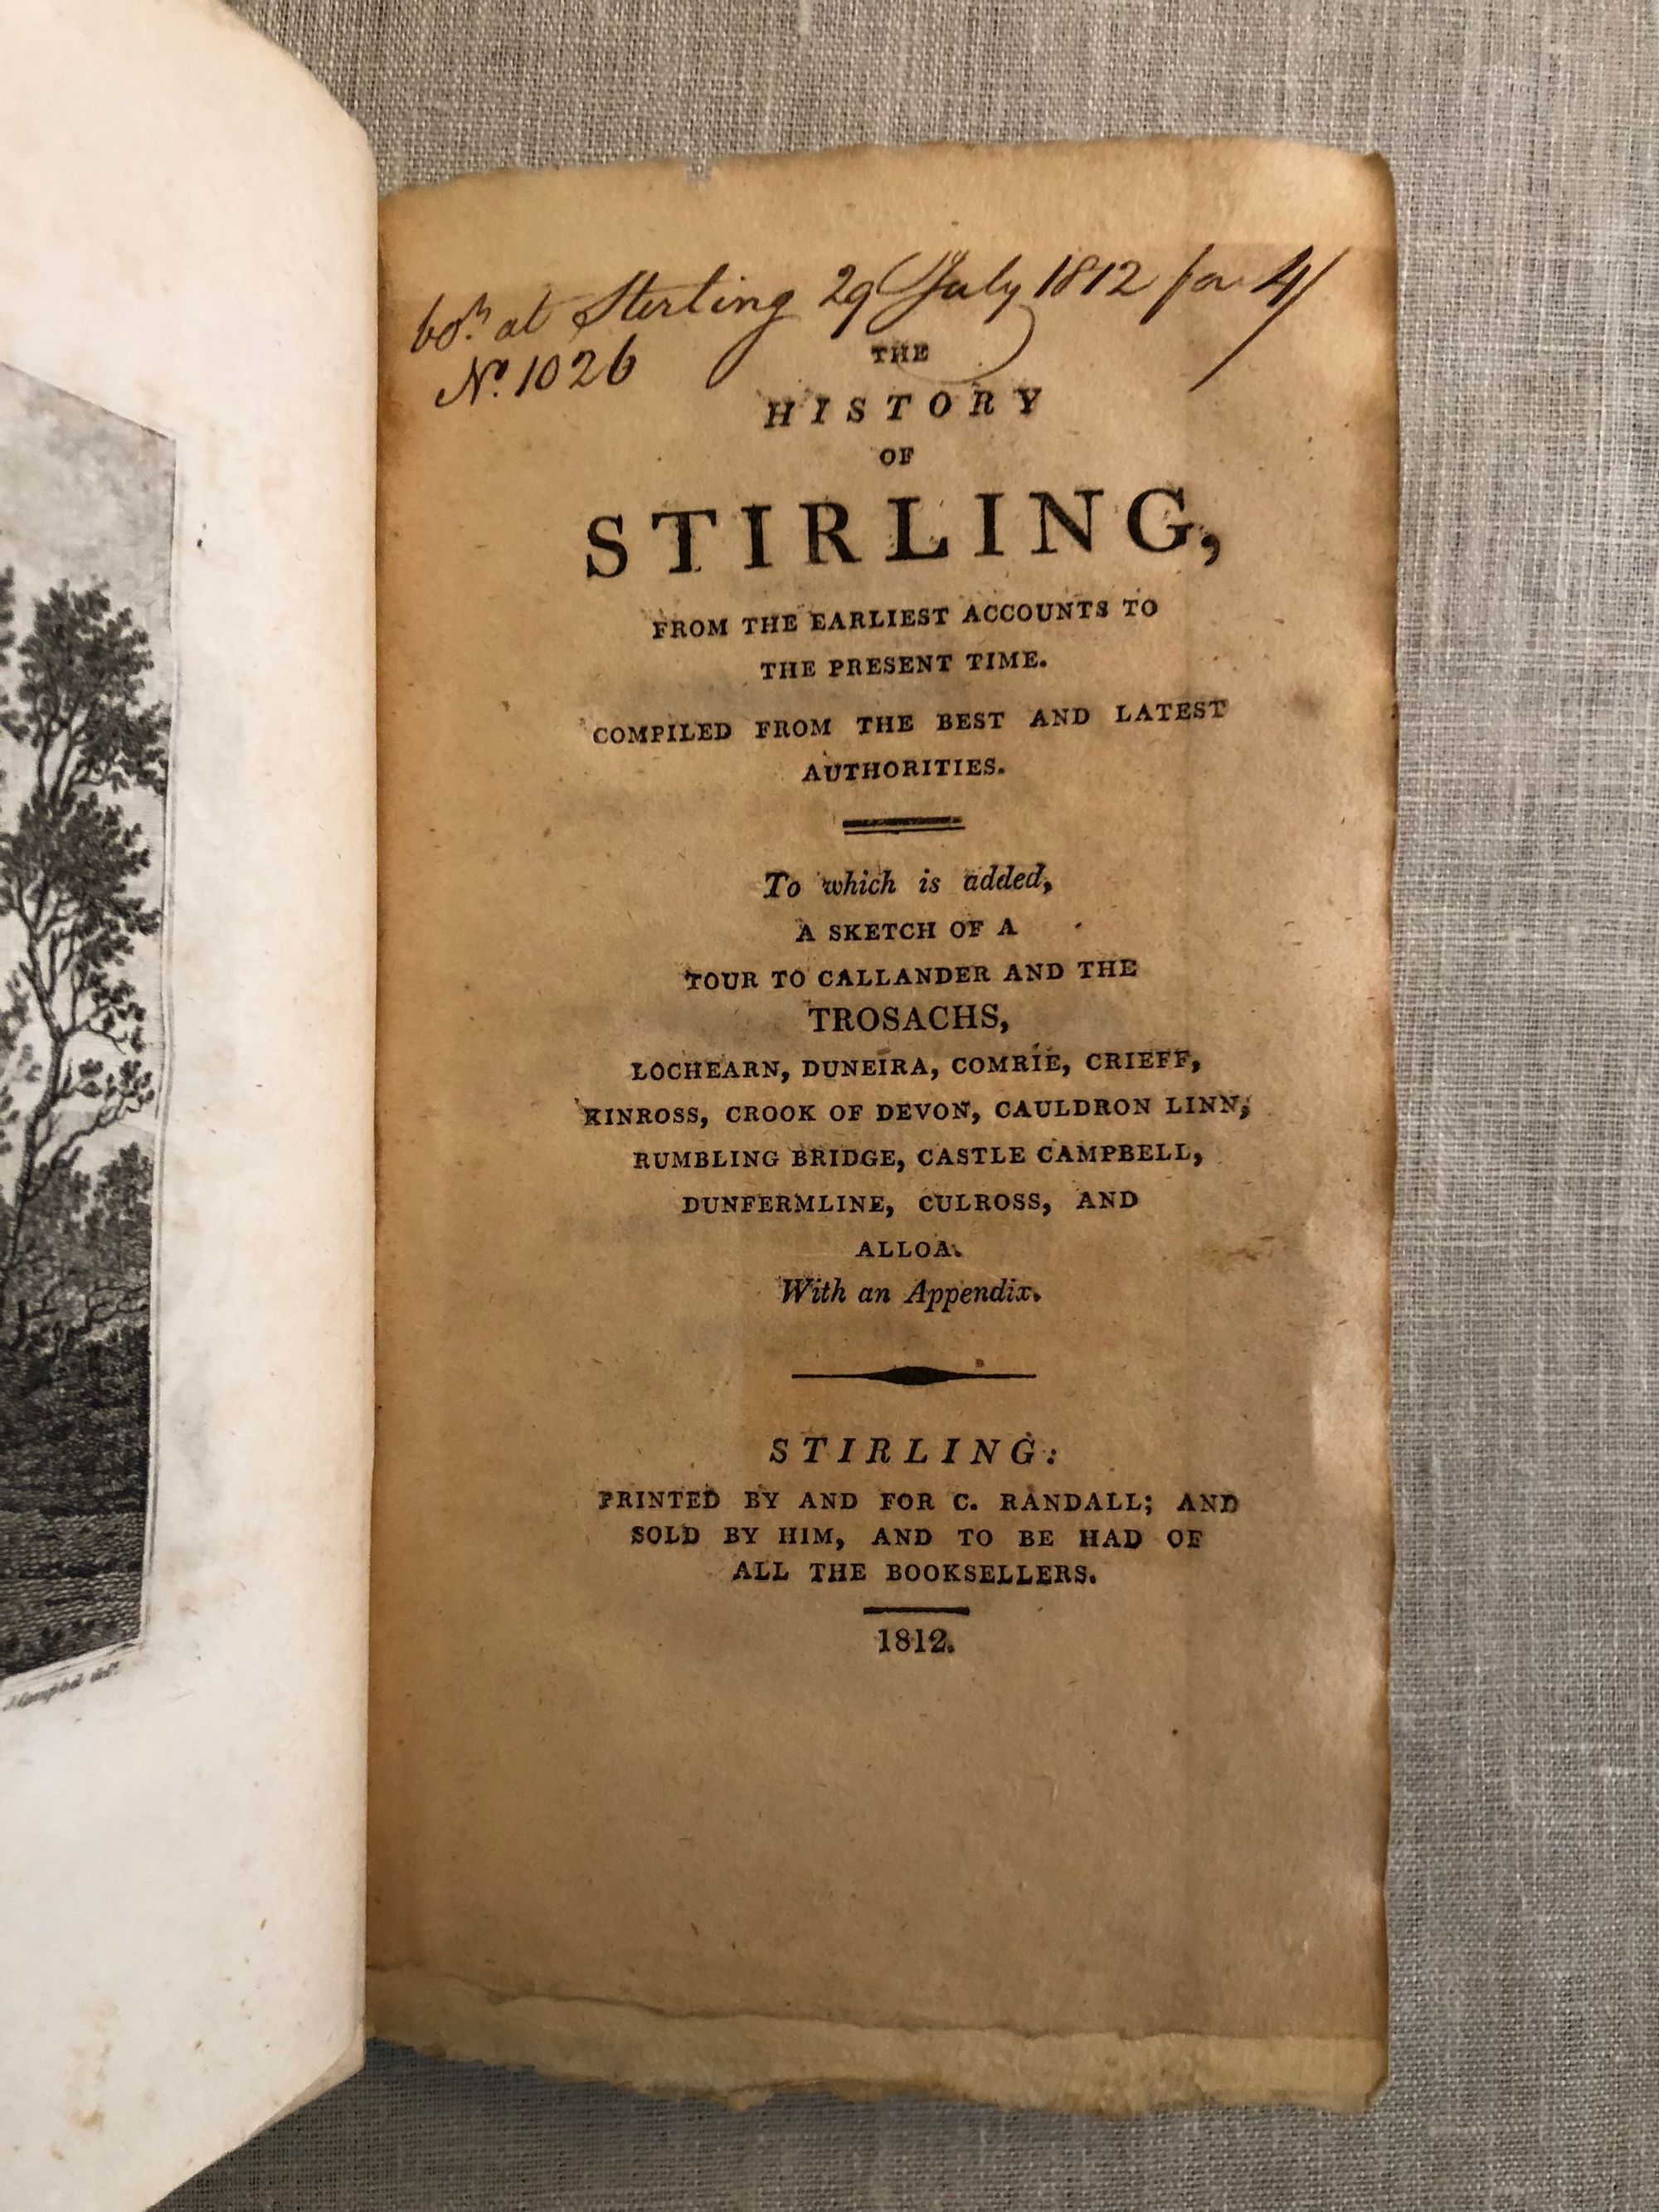 bo.t at Sterling 29 July 1812 for 4/
No. 1026
THE
HISTORY
OF
STIRLING,
FROM THE EARLIEST ACCOUNTS TO
THE PRESENT TIME.
COMPILED FROM THE BEST AND LATEST
AUTHORITIES.
To which is added,
A SKETCH OF A
TOUR TO CALLANDER AND THE
TROSACHS,
LOCHEARN, DUNEIRA, COMRIE, CRIEFF,
KINROSS, CROOK OF DEVON, CAULDRON LINN,
RUMBLING BRIDGE, CASTLE CAMPBELL,
DUNFERMLINE, CULROSS, AND
ALLOA.
With an Appendix.
STIRLING:
PRINTED BY AND FOR C. RANDALL; AND
SOLD BY HIM, AND TO BE HAD OF
ALL THE BOOKSELLERS.
1812.